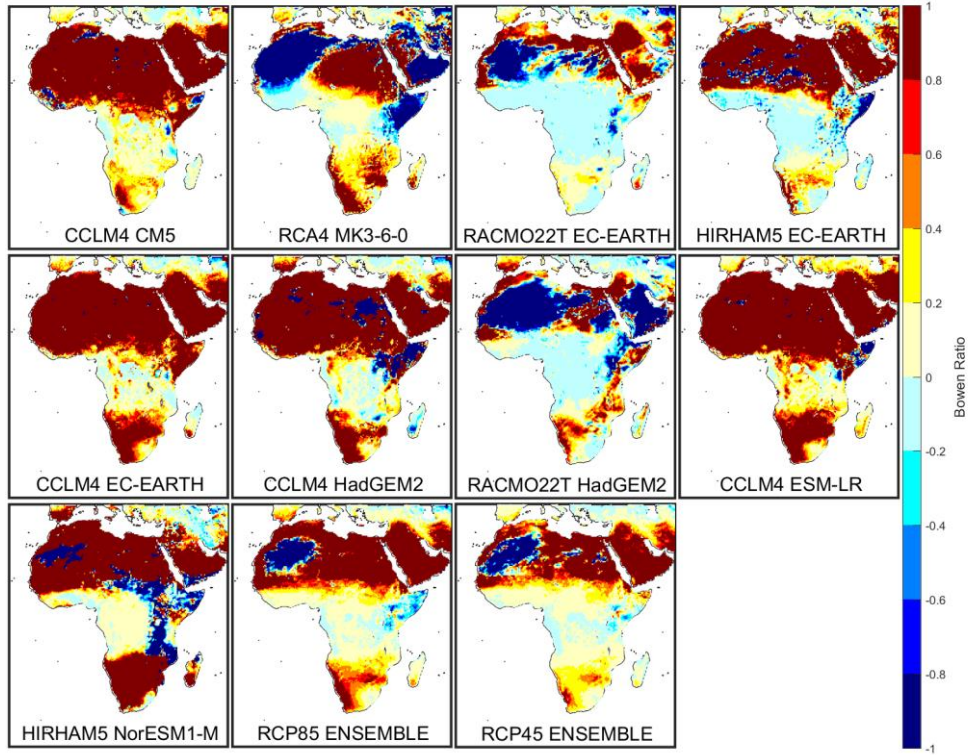 CCLM4 CM5
RCA4 MK3-6-0
RACMO22T EC-EARTH
HIRHAM5 EC-EARTH
CCLM4 EC-EARTH
CCLM4 HadGEM2
RACMO22T HadGEM2
CCLM4 ESM-LR
HIRHAM5 NorESM1-M
RCP85 ENSEMBLE
RCP45 ENSEMBLE
1
0.8
0.6
0.4
0.2
0
-0.2
-0.4
-0.6
-0.8
-1
Bowen Ratio